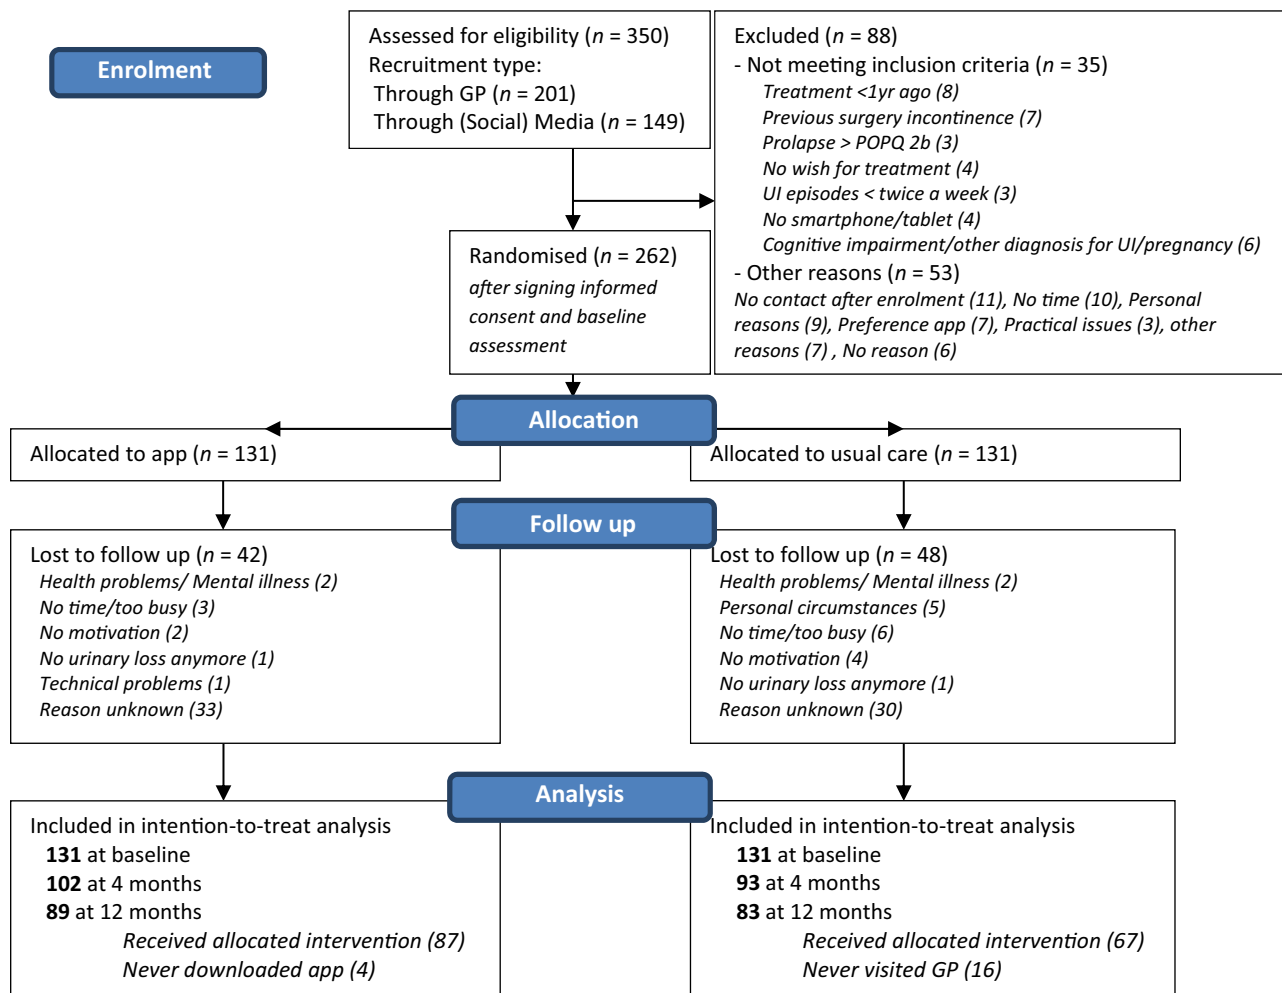 Enrolment
Assessed for eligibility (n = 350)
Recruitment type:
Through GP (n = 201)
Through (Social) Media (n = 149)
Excluded (n = 88)
- Not meeting inclusion criteria (n = 35)
Treatment <1yr ago (8)
Previous surgery incontinence (7)
Prolapse > POPQ 2b (3)
No wish for treatment (4)
UI episodes < twice a week (3)
No smartphone/tablet (4)
Cognitive impairment/other diagnosis for UI/pregnancy (6)
- Other reasons (n = 53)
No contact after enrolment (11), No time (10), Personal
reasons (9), Preference app (7), Practical issues (3), other
reasons (7) , No reason (6)
Randomised (n = 262)
after signing informed
consent and baseline
assessment
Allocation
Allocated to app (n = 131)
Allocated to usual care (n = 131)
Follow up
Lost to follow up (n = 42)
Health problems/ Mental illness (2)
No time/too busy (3)
No motivation (2)
No urinary loss anymore (1)
Technical problems (1)
Reason unknown (33)
Lost to follow up (n = 48)
Health problems/ Mental illness (2)
Personal circumstances (5)
No time/too busy (6)
No motivation (4)
No urinary loss anymore (1)
Reason unknown (30)
Analysis
Included in intention-to-treat analysis
131 at baseline
102 at 4 months
89 at 12 months
Received allocated intervention (87)
Never downloaded app (4)
Included in intention-to-treat analysis
131 at baseline
93 at 4 months
83 at 12 months
Received allocated intervention (67)
Never visited GP (16)